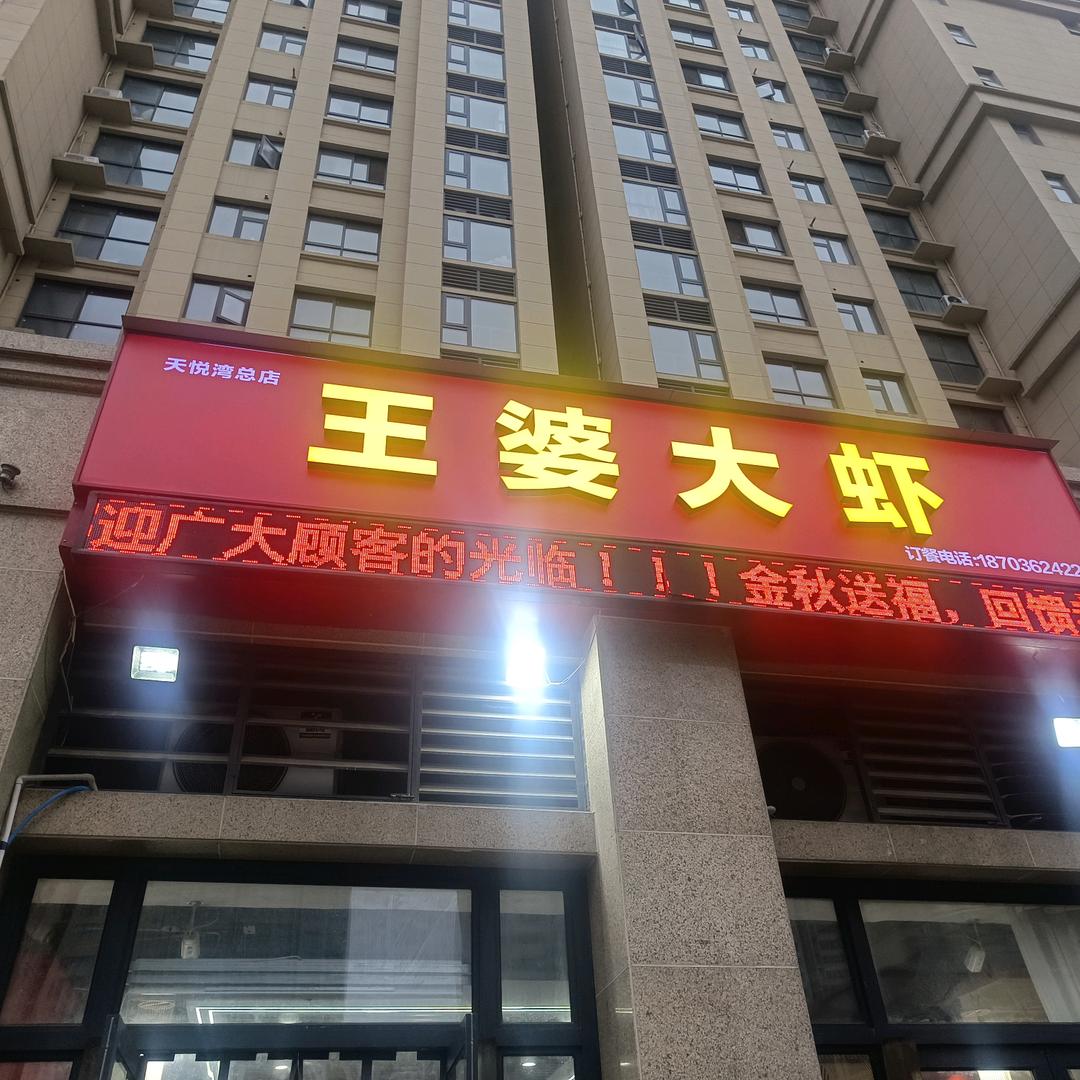 天悦湾总店
王婆大虾
订餐电话:1870362422
迎广大顾客的光临！！！金秋送福，回馈